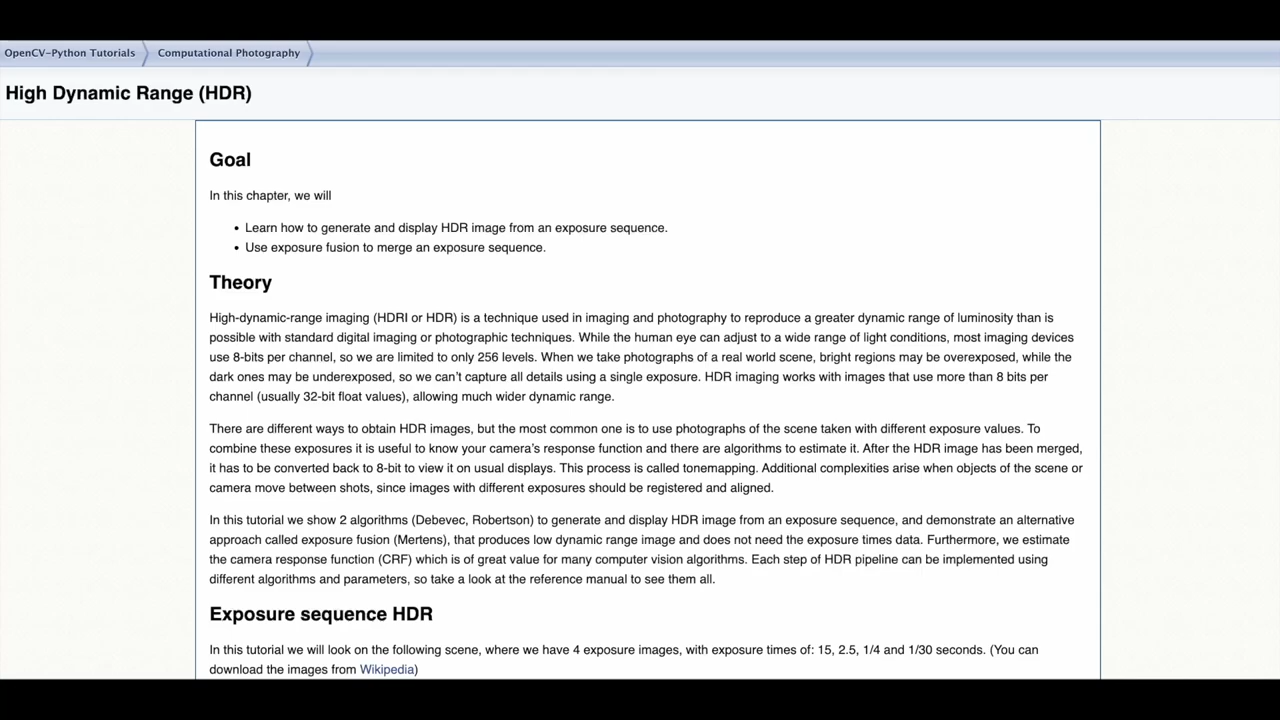 OpenCV-Python Tutorials Computational Photography
High Dynamic Range (HDR)
Goal
In this chapter, we will
• Learn how to generate and display HDR image from an exposure sequence.
• Use exposure fusion to merge an exposure sequence.
Theory
High-dynamic-range imaging (HDRI or HDR) is a technique used in imaging and photography to reproduce a greater dynamic range of luminosity than is
possible with standard digital imaging or photographic techniques. While the human eye can adjust to a wide range of light conditions, most imaging devices
use 8-bits per channel, so we are limited to only 256 levels. When we take photographs of a real world scene, bright regions may be overexposed, while the
dark ones may be underexposed, so we can’t capture all details using a single exposure. HDR imaging works with images that use more than 8 bits per
channel (usually 32-bit float values), allowing much wider dynamic range.
There are different ways to obtain HDR images, but the most common one is to use photographs of the scene taken with different exposure values. To
combine these exposures it is useful to know your camera’s response function and there are algorithms to estimate it. After the HDR image has been merged,
it has to be converted back to 8-bit to view it on usual displays. This process is called tonemapping. Additional complexities arise when objects of the scene or
camera move between shots, since images with different exposures should be registered and aligned.
In this tutorial we show 2 algorithms (Debevec, Robertson) to generate and display HDR image from an exposure sequence, and demonstrate an alternative
approach called exposure fusion (Mertens), that produces low dynamic range image and does not need the exposure times data. Furthermore, we estimate
the camera response function (CRF) which is of great value for many computer vision algorithms. Each step of HDR pipeline can be implemented using
different algorithms and parameters, so take a look at the reference manual to see them all.
Exposure sequence HDR
In this tutorial we will look on the following scene, where we have 4 exposure images, with exposure times of: 15, 2.5, 1/4 and 1/30 seconds. (You can
download the images from Wikipedia)